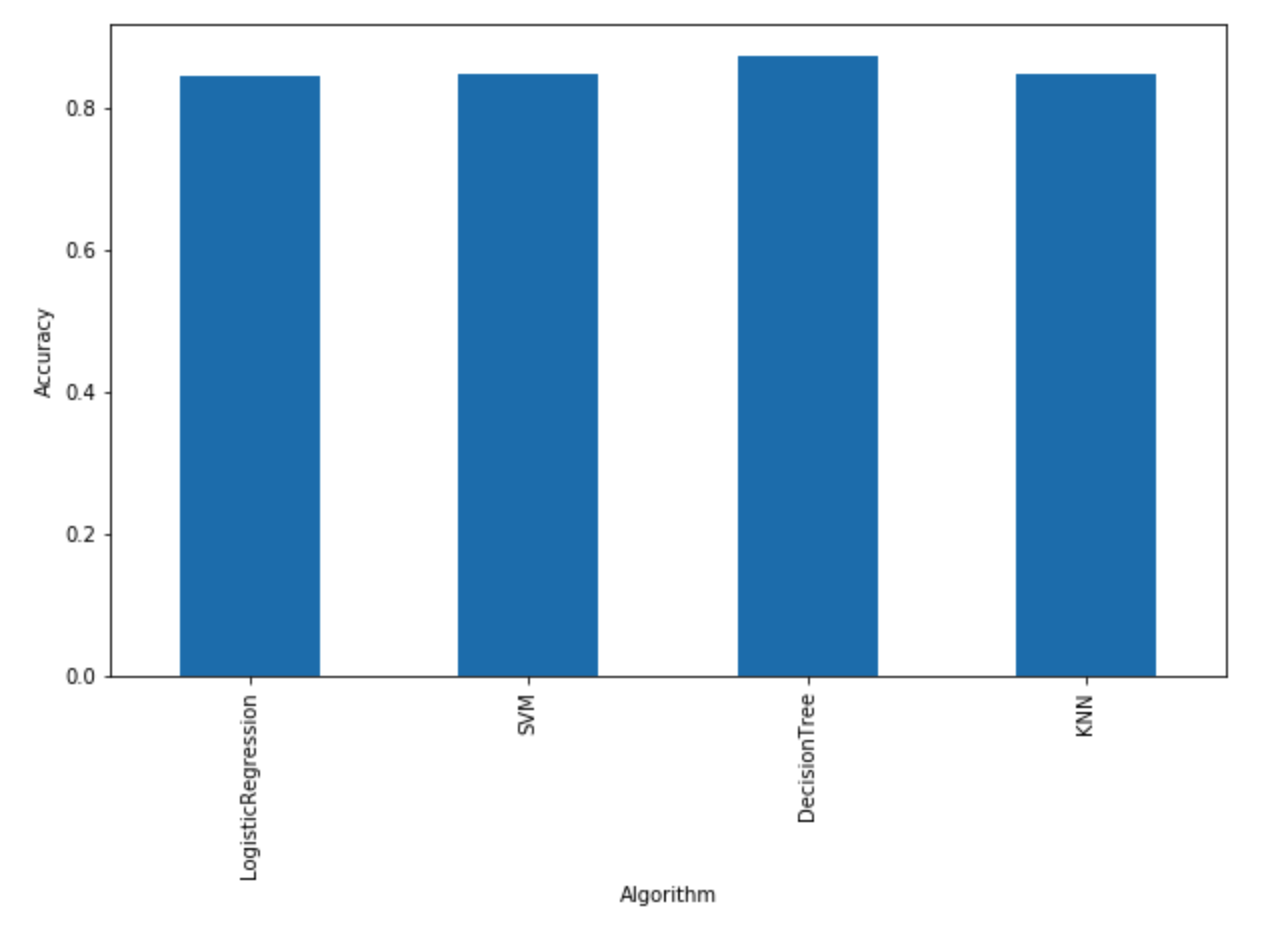 0.8
0.6
0.4
0.2
0.0
Accuracy
LogisticRegression
SVM
DecisionTree
KNN
Algorithm